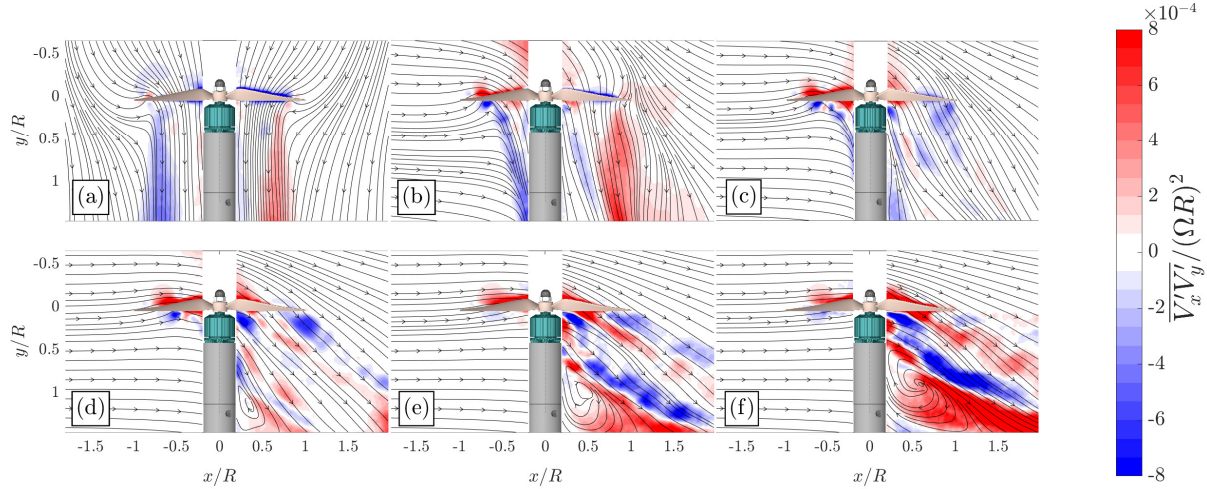 -0.5
0
0.5
1
y/R
(a)
(b)
(c)
-0.5
0
0.5
1
y/R
(d)
(e)
(f)
-1.5 -1 -0.5 0 0.5 1 1.5
-1.5 -1 -0.5 0 0.5 1 1.5
-1.5 -1 -0.5 0 0.5 1 1.5
x/R
x/R
x/R
×10⁻⁴
8
6
4
2
0
-2
-4
-6
-8
\overline{V_x'V_y'}/(ΩR)²